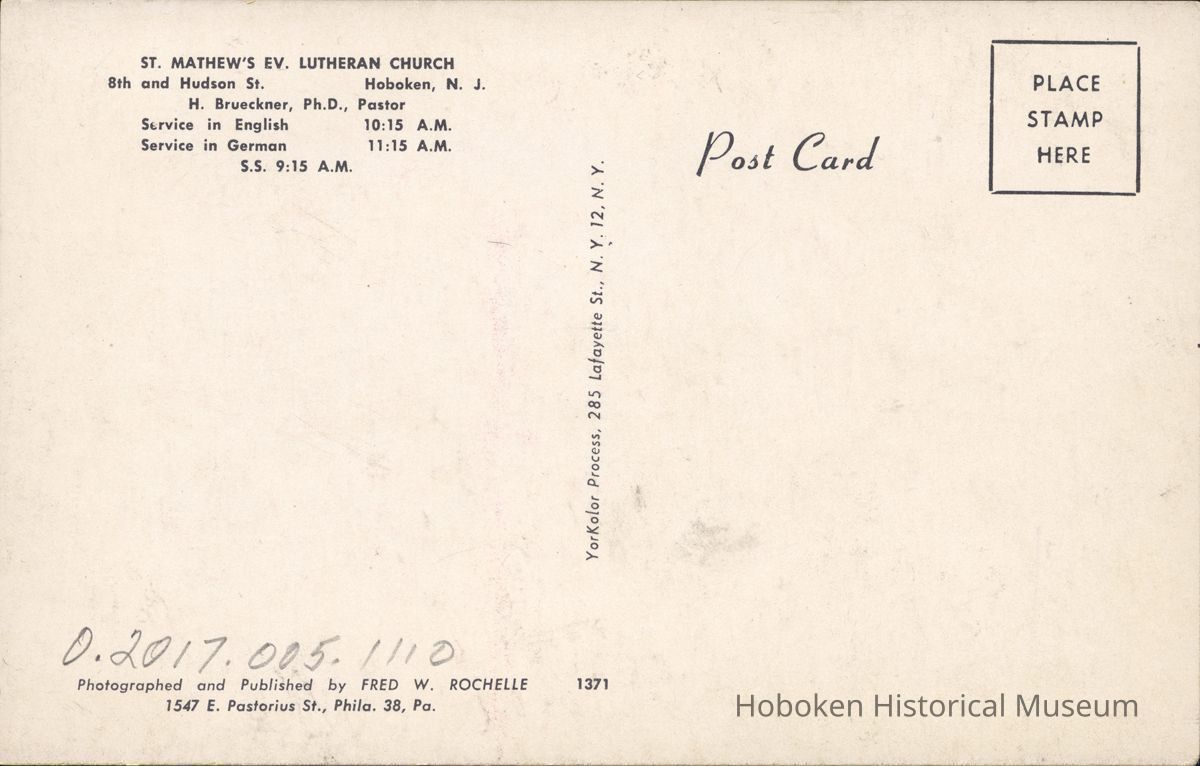 ST. MATHEW'S EV. LUTHERAN CHURCH
8th and Hudson St. Hoboken, N. J.
H. Brueckner, Ph.D., Pastor
Service in English 10:15 A.M.
Service in German 11:15 A.M.
S.S. 9:15 A.M.
YorKolor Process, 285 Lafayette St., N. Y. 12, N. Y.
Post Card
PLACE
STAMP
HERE
0.2017.005.1110
Photographed and Published by FRED W. ROCHELLE 1371
1547 E. Pastorius St., Phila. 38, Pa.
Hoboken Historical Museum